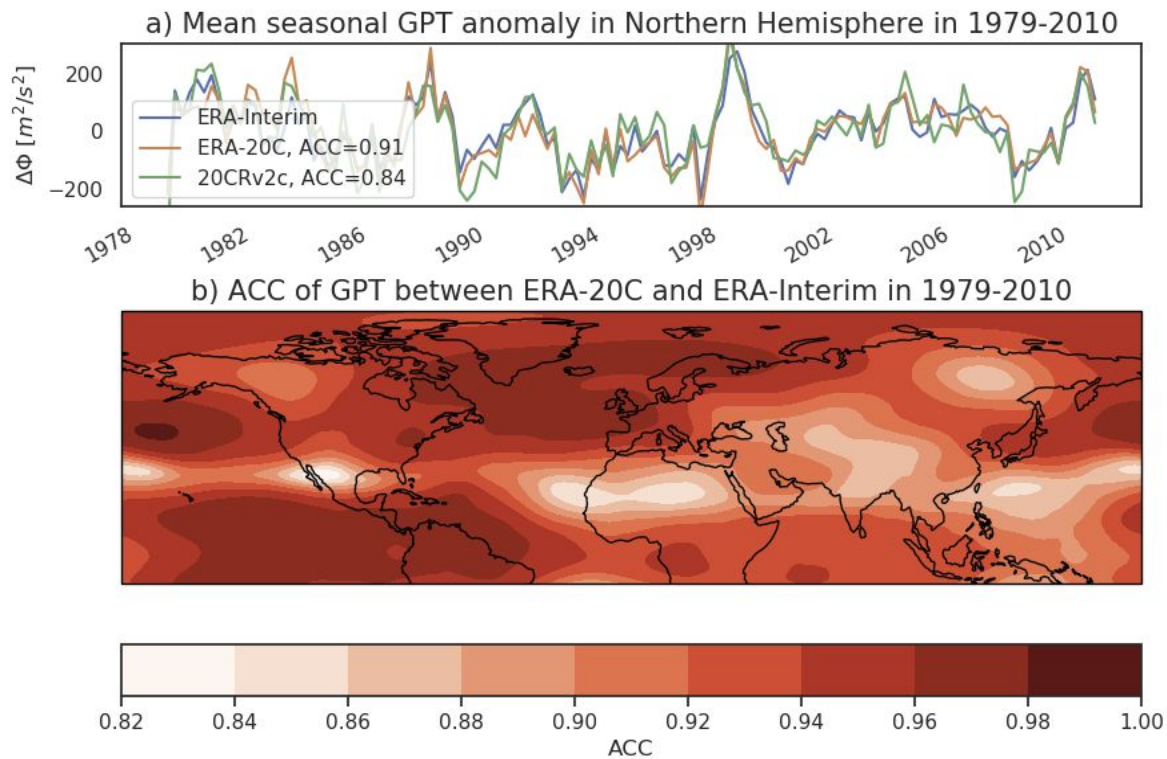 a) Mean seasonal GPT anomaly in Northern Hemisphere in 1979-2010
ΔΦ [m²/s²]
200
0
−200
ERA-Interim
ERA-20C, ACC=0.91
20CRv2c, ACC=0.84
1978 1982 1986 1990 1994 1998 2002 2006 2010
b) ACC of GPT between ERA-20C and ERA-Interim in 1979-2010
0.82 0.84 0.86 0.88 0.90 0.92 0.94 0.96 0.98 1.00
ACC